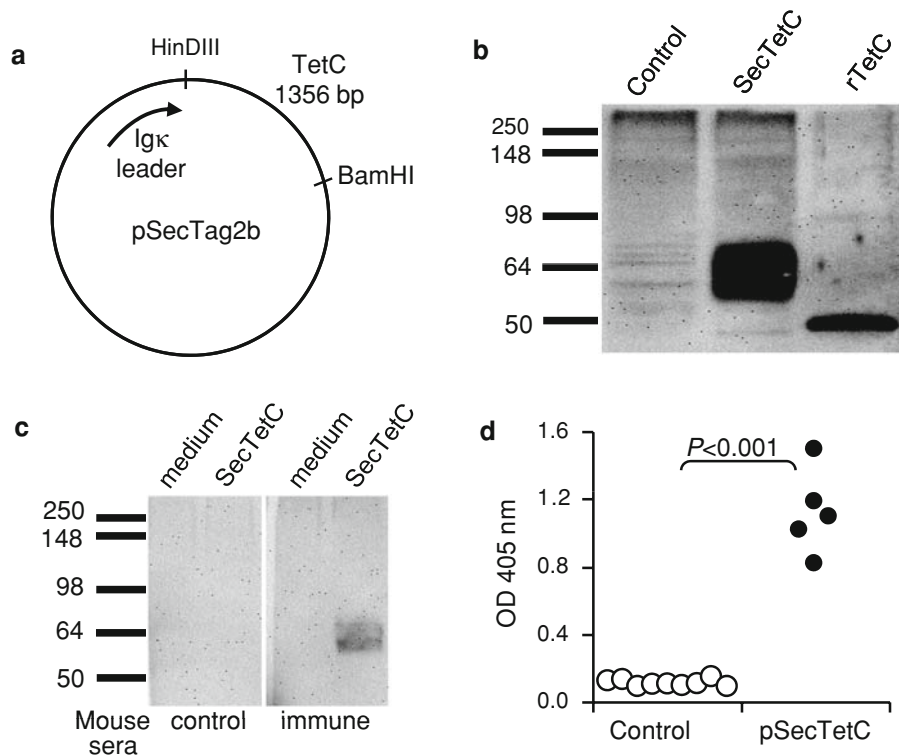 a
HinDIII
TetC
1356 bp
Igκ
leader
BamHI
pSecTag2b
b
Control
SecTetC
rTetC
250
148
98
64
50
c
medium
SecTetC
medium
SecTetC
250
148
98
64
50
Mouse
sera
control
immune
d
P<0.001
OD 405 nm
1.6
1.2
0.8
0.4
0.0
Control
pSecTetC